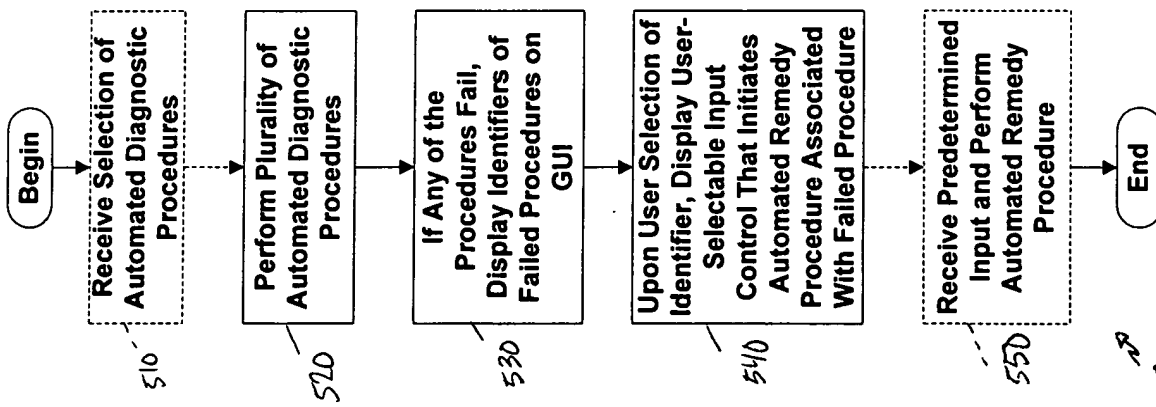 Begin
Receive Selection of
Automated Diagnostic
Procedures
510
Perform Plurality of
Automated Diagnostic
Procedures
520
If Any of the
Procedures Fail,
Display Identifiers of
Failed Procedures on
GUI
530
Upon User Selection of
Identifier, Display User-
Selectable Input
Control That Initiates
Automated Remedy
Procedure Associated
With Failed Procedure
540
Receive Predetermined
Input and Perform
Automated Remedy
Procedure
550
End